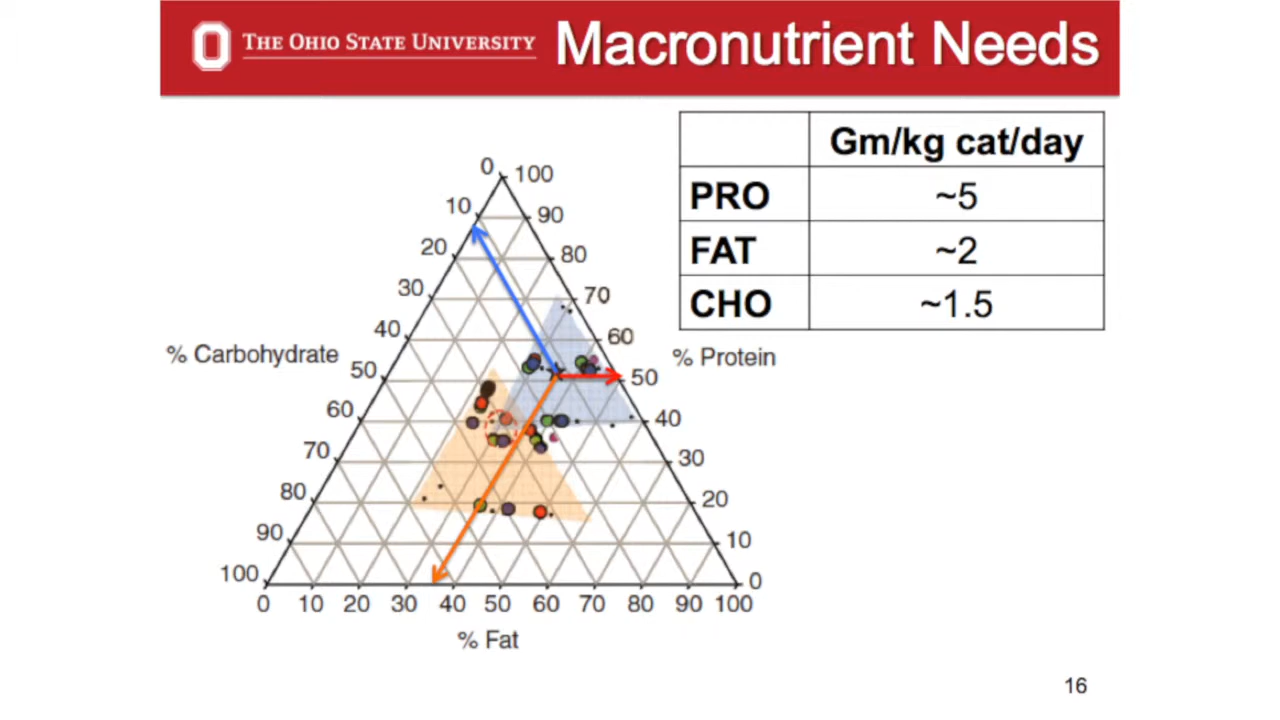 THE OHIO STATE UNIVERSITY
Macronutrient Needs
Gm/kg cat/day
PRO ~5
FAT ~2
CHO ~1.5
0 100
10 90
20 80
30 70
40 60
% Carbohydrate % Protein
50 50
60 40
70 30
80 20
90 10
100 0
0 10 20 30 40 50 60 70 80 90 100
% Fat
16